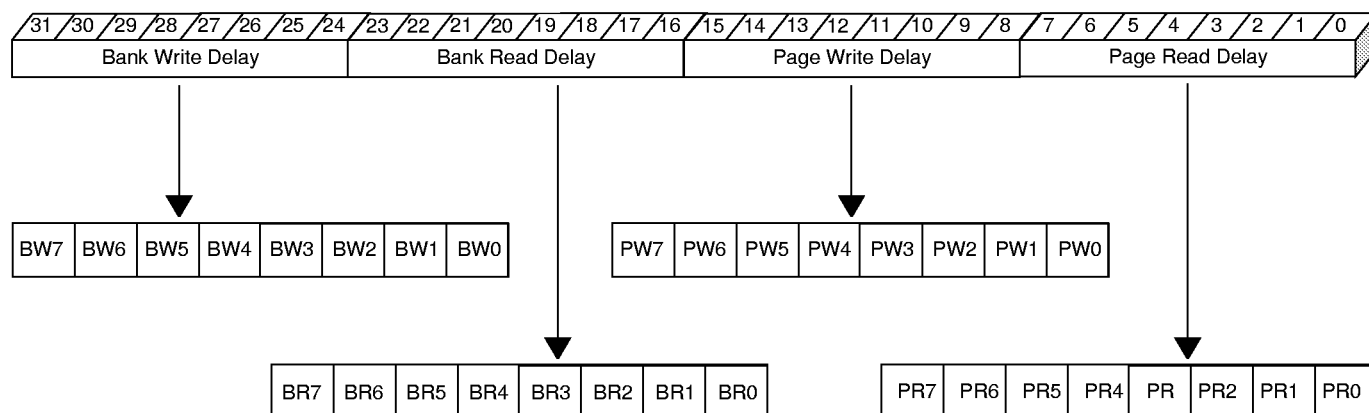 31 30 29 28 27 26 25 24 23 22 21 20 19 18 17 16 15 14 13 12 11 10 9 8 7 6 5 4 3 2 1 0
Bank Write Delay Bank Read Delay Page Write Delay Page Read Delay
BW7 BW6 BW5 BW4 BW3 BW2 BW1 BW0 PW7 PW6 PW5 PW4 PW3 PW2 PW1 PW0
BR7 BR6 BR5 BR4 BR3 BR2 BR1 BR0 PR7 PR6 PR5 PR4 PR PR2 PR1 PR0